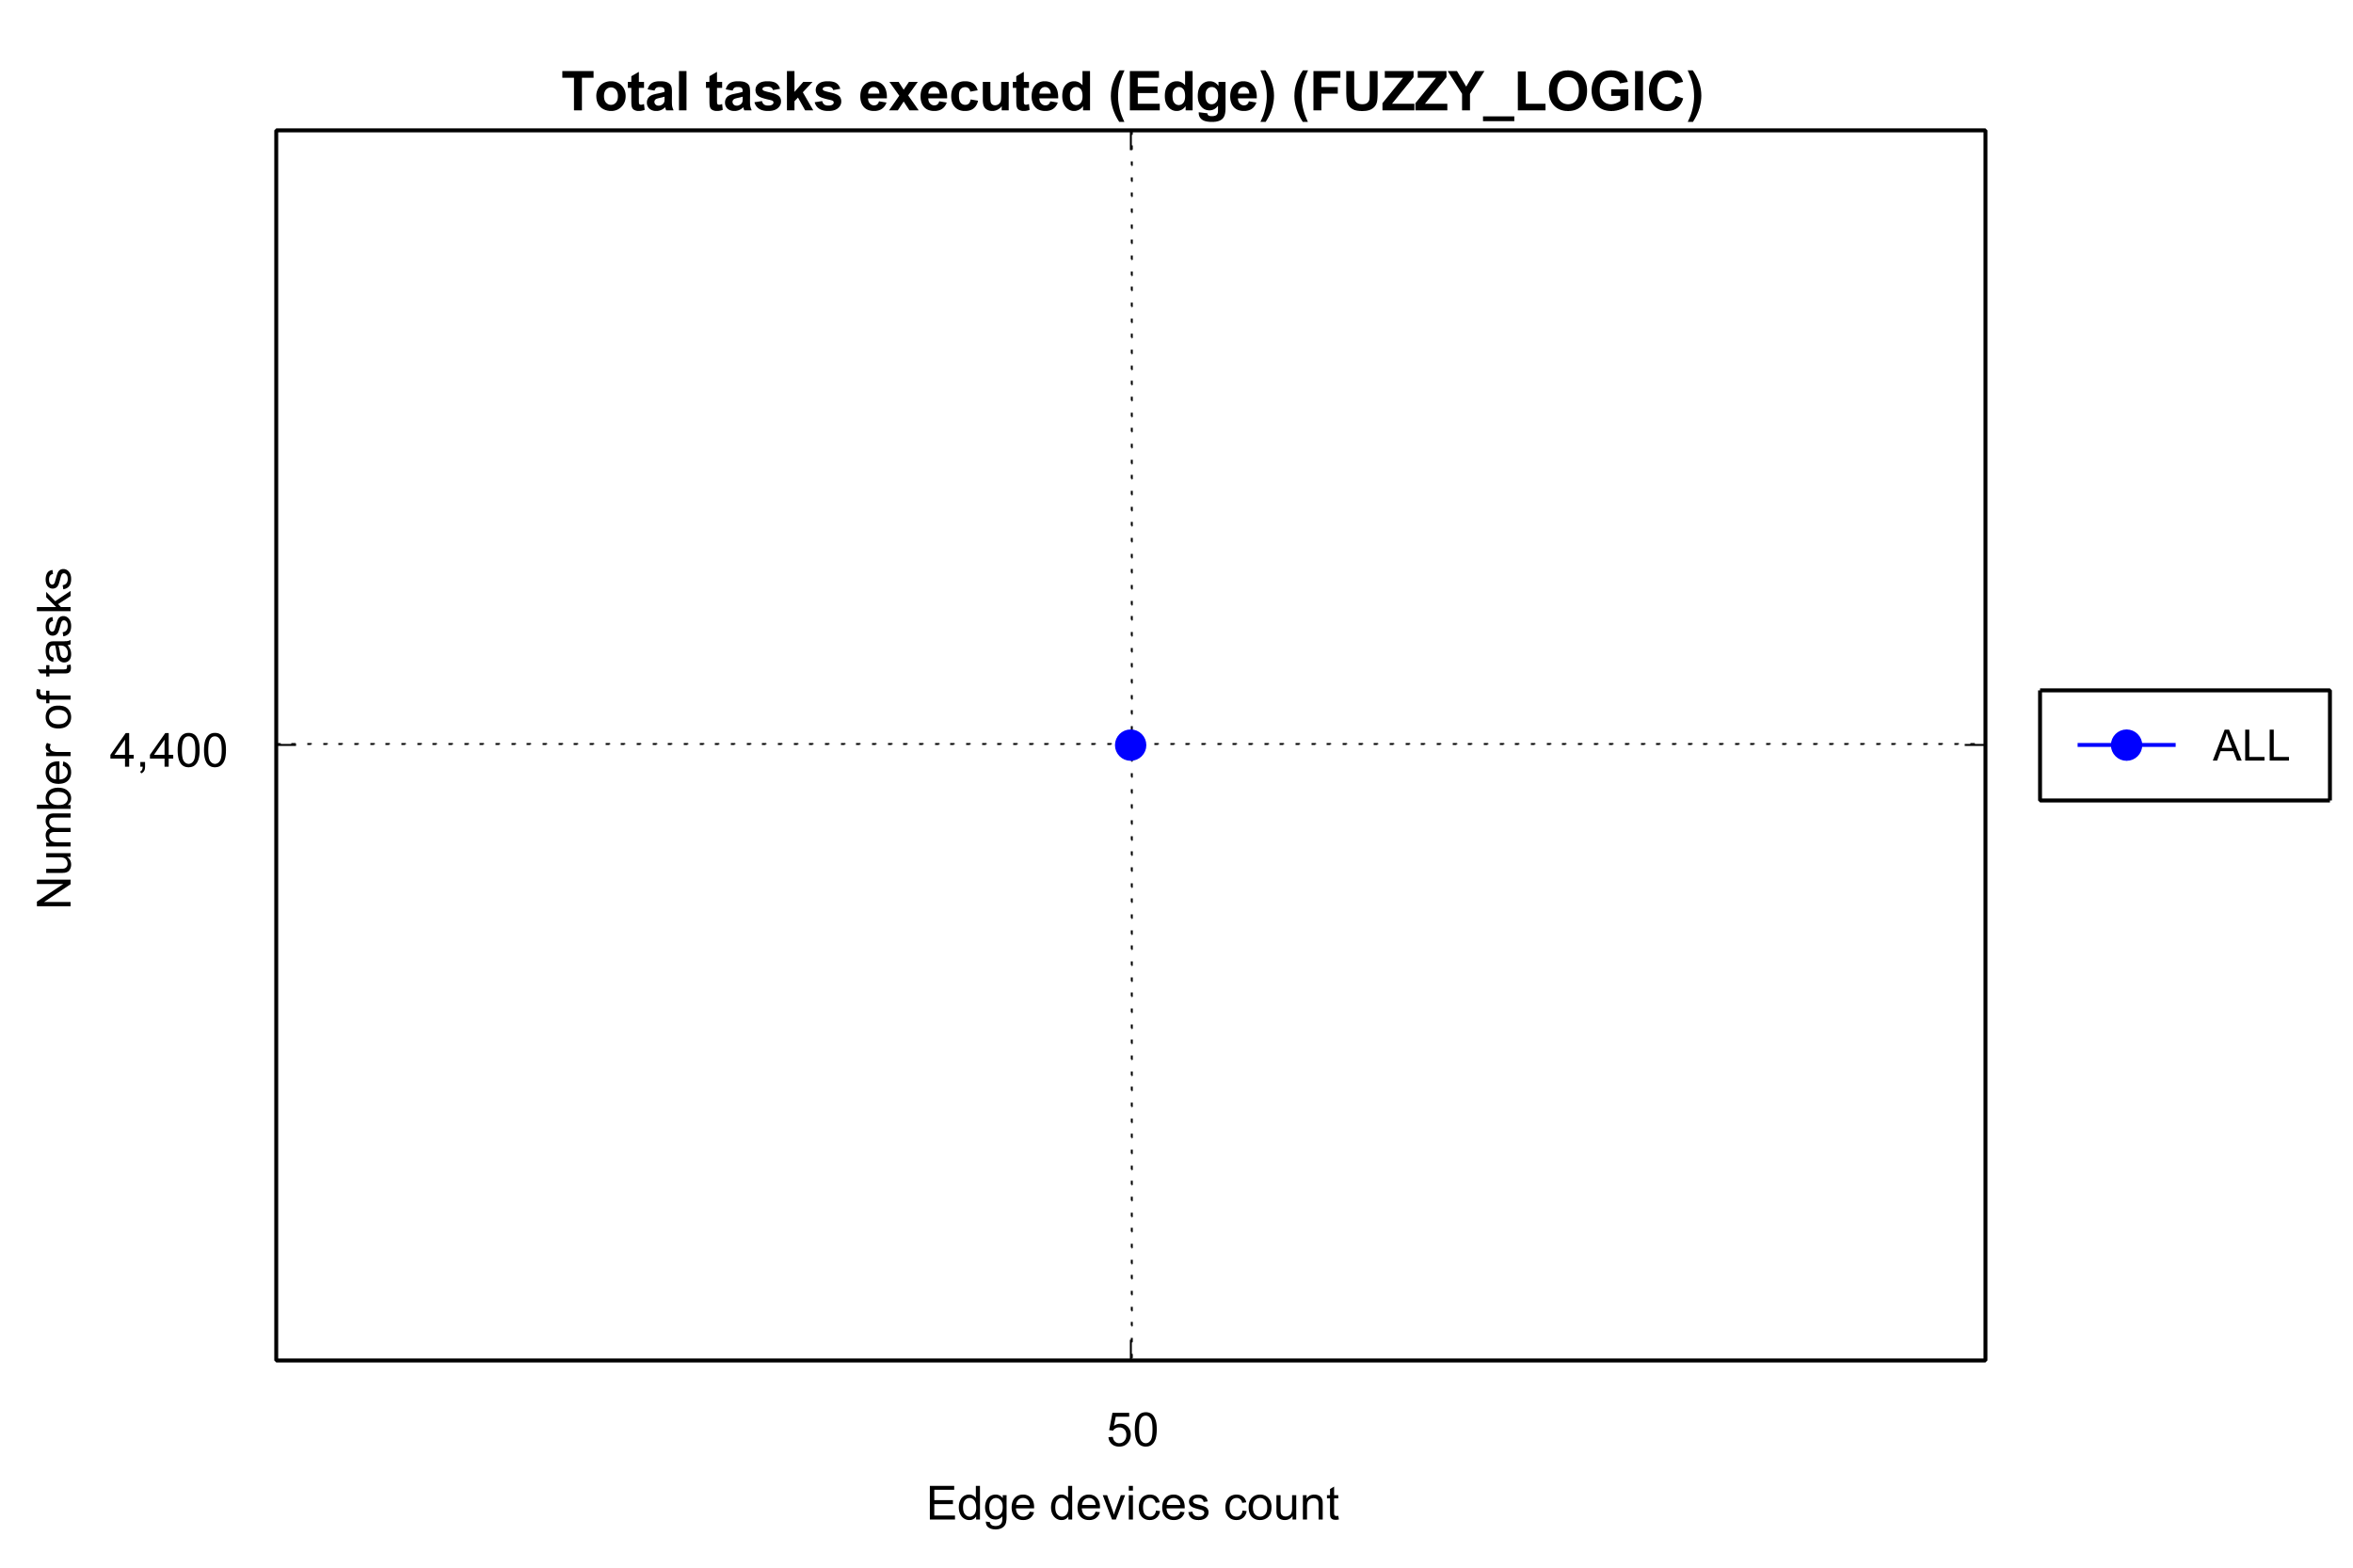 Total tasks executed (Edge) (FUZZY_LOGIC)
Number of tasks
4,400
ALL
50
Edge devices count